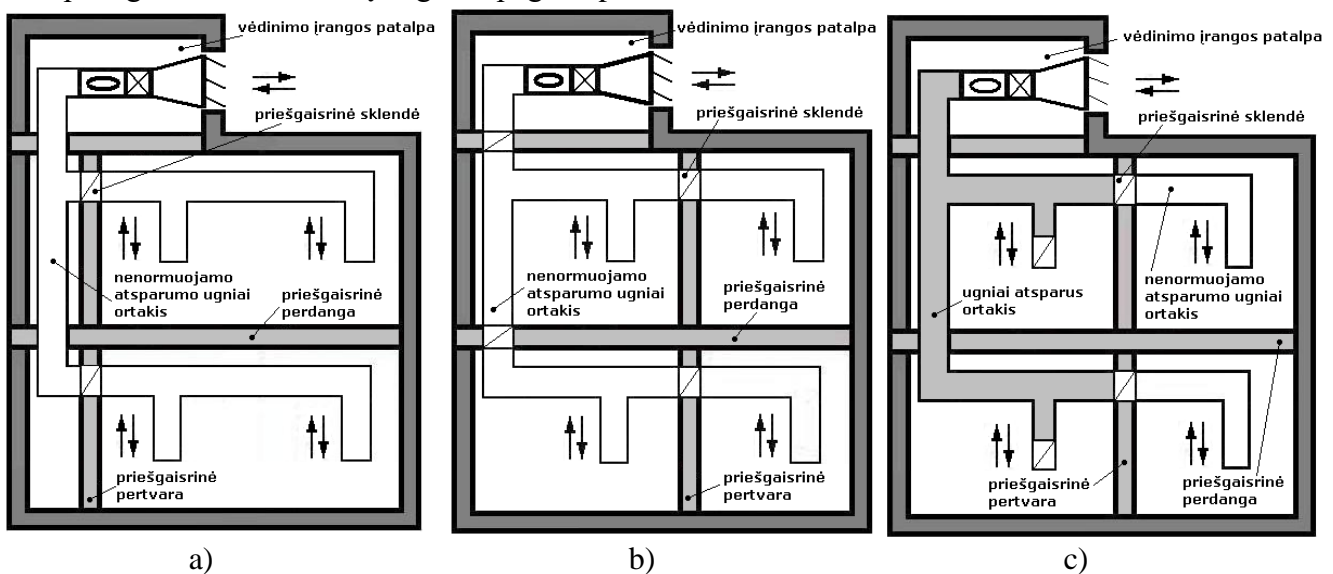 vėdinimo įrangos patalpa
priešgaisrinė sklendė
nenormuojamo
atsparumo ugniai
ortakis
priešgaisrinė
perdanga
priešgaisrinė
pertvara
a)
vėdinimo įrangos patalpa
priešgaisrinė sklendė
nenormuojamo
atsparumo ugniai
ortakis
priešgaisrinė
perdanga
priešgaisrinė
pertvara
b)
vėdinimo įrangos patalpa
priešgaisrinė sklendė
ugniai atsparus
ortakis
nenormuojamo
atsparumo ugniai
ortakis
priešgaisrinė
pertvara
priešgaisrinė
perdanga
c)